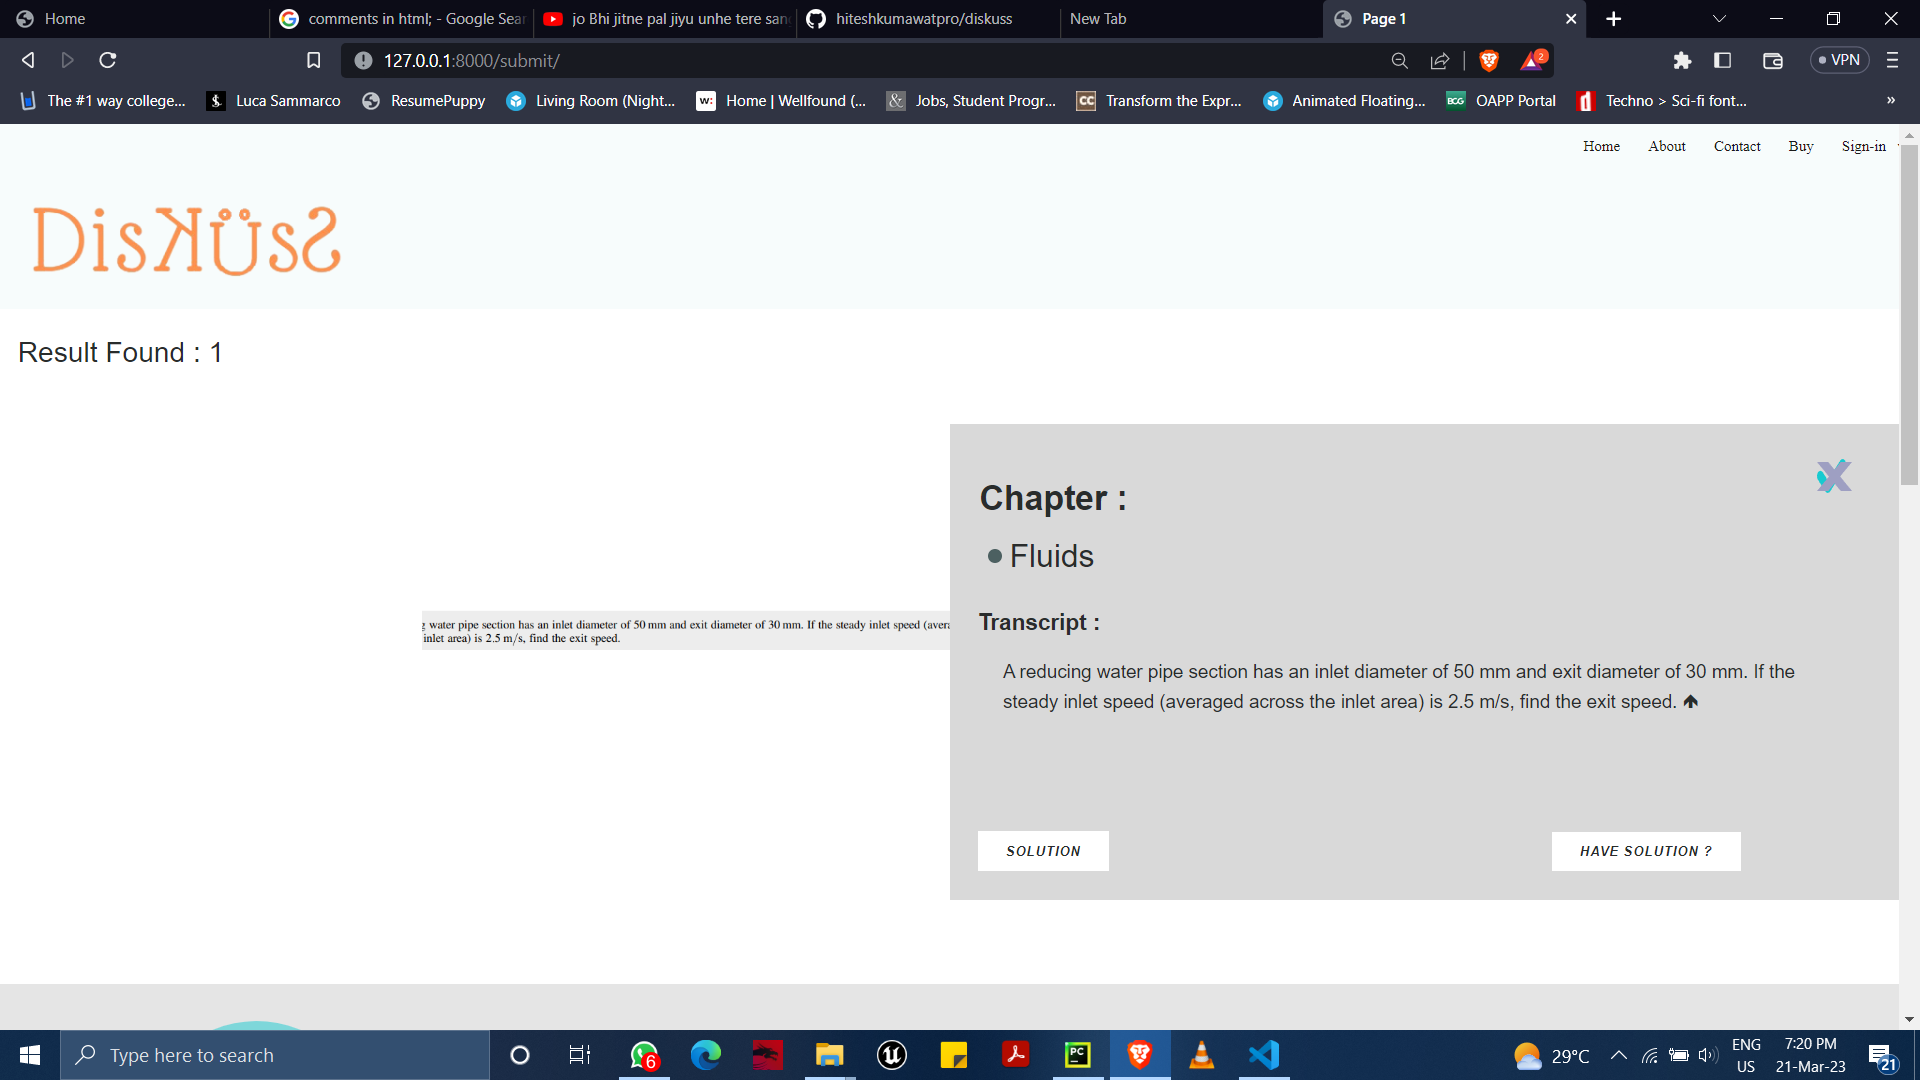 Home
comments in html; - Google Sear
jo Bhi jitne pal jiyu unhe tere sang
hiteshkumawatpro/diskuss
New Tab
Page 1
127.0.0.1:8000/submit/
2
VPN
The #1 way college...
Luca Sammarco
ResumePuppy
Living Room (Night...
w:
Home | Wellfound (...
&
Jobs, Student Progr...
CC
Transform the Expr...
Animated Floating...
BCG
OAPP Portal
Techno > Sci-fi font...
»
Home
About
Contact
Buy
Sign-in
DisKÜsS
Result Found : 1
water pipe section has an inlet diameter of 50 mm and exit diameter of 30 mm. If the steady inlet speed (avera
inlet area) is 2.5 m/s, find the exit speed.
X
Chapter :
Fluids
Transcript :
A reducing water pipe section has an inlet diameter of 50 mm and exit diameter of 30 mm. If the
steady inlet speed (averaged across the inlet area) is 2.5 m/s, find the exit speed.
SOLUTION
HAVE SOLUTION ?
Type here to search
6
PC
29°C
ENG
US
7:20 PM
21-Mar-23
21